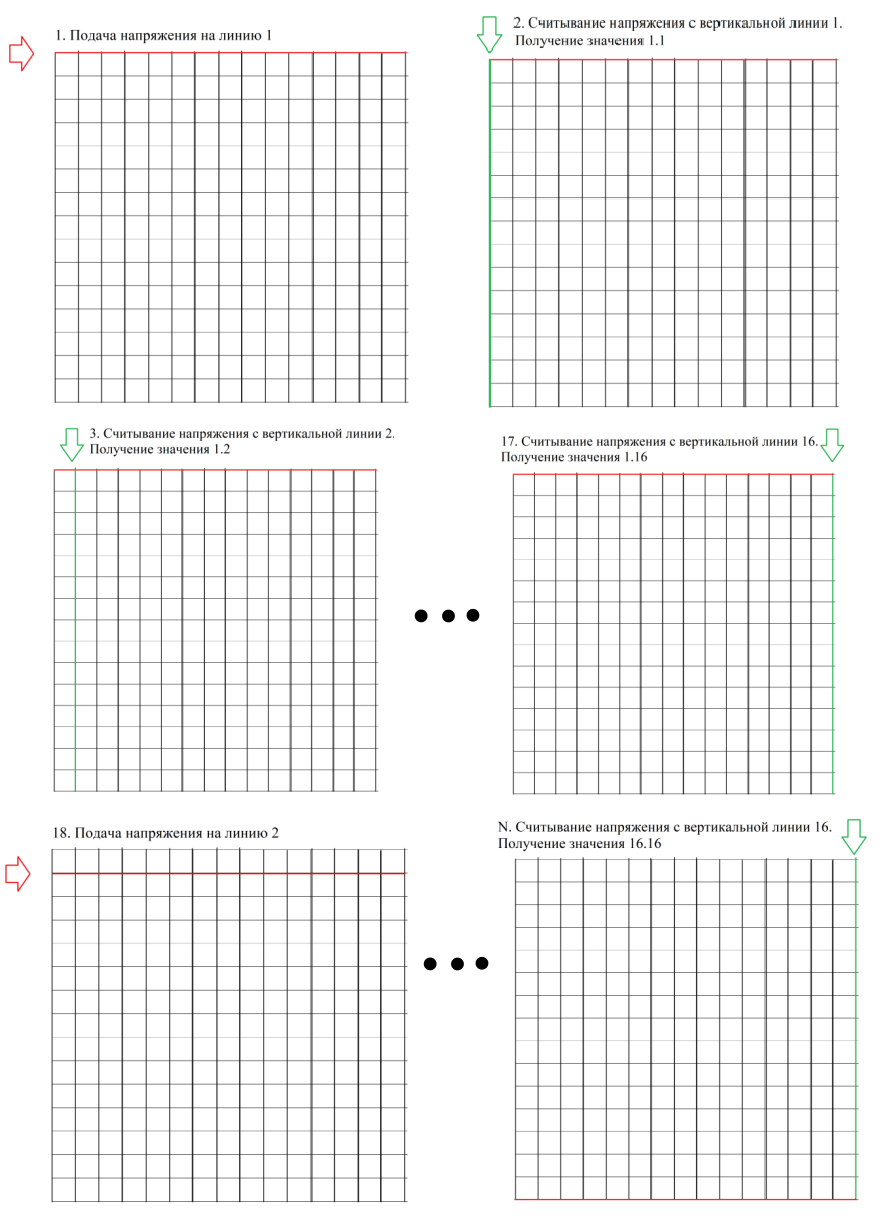 1. Подача напряжения на линию 1
2. Считывание напряжения с вертикальной линии 1.
Получение значения 1.1
3. Считывание напряжения с вертикальной линии 2.
Получение значения 1.2
17. Считывание напряжения с вертикальной линии 16.
Получение значения 1.16
18. Подача напряжения на линию 2
N. Считывание напряжения с вертикальной линии 16.
Получение значения 16.16